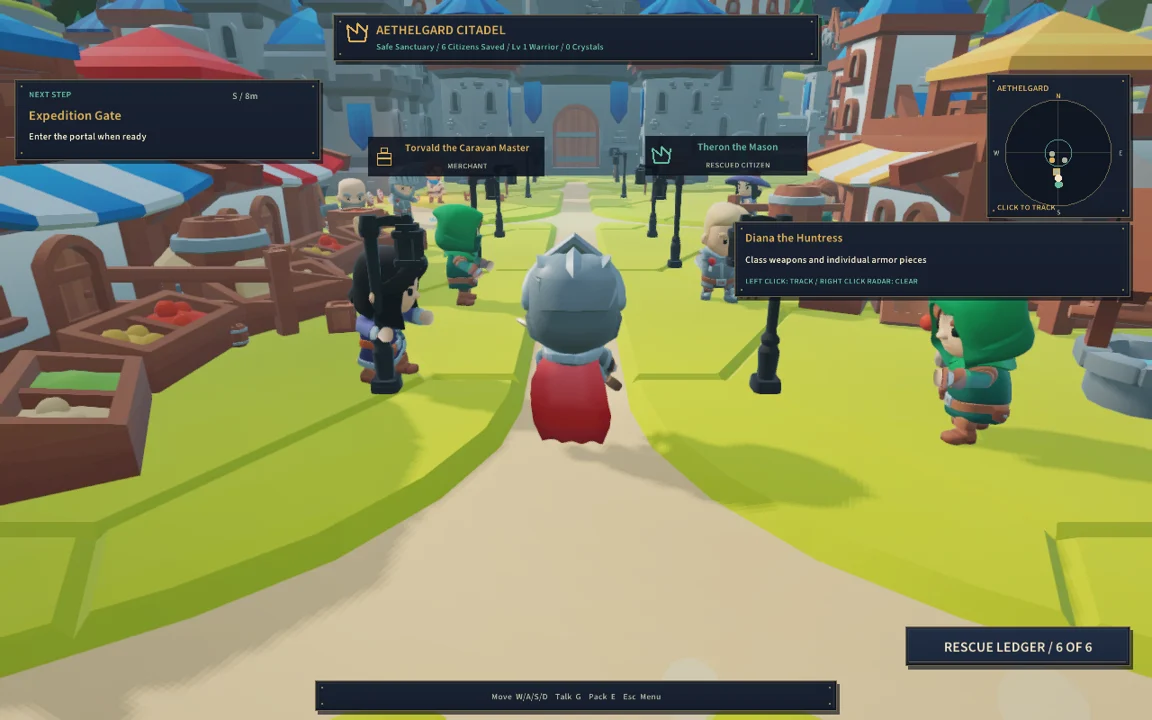 AETHELGARD CITADEL
Safe Sanctuary / 6 Citizens Saved / Lv 1 Warrior / 0 Crystals
NEXT STEP
S / 8m
Expedition Gate
Enter the portal when ready
Torvald the Caravan Master
MERCHANT
Theron the Mason
RESCUED CITIZEN
AETHELGARD
N
W
E
CLICK TO TRACK
S
Diana the Huntress
Class weapons and individual armor pieces
LEFT CLICK: TRACK / RIGHT CLICK RADAR: CLEAR
RESCUE LEDGER / 6 OF 6
Move W/A/S/D Talk G Pack E Esc Menu